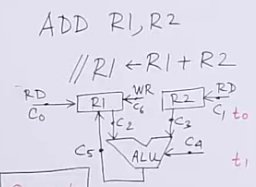 ADD R1, R2
//R1 ← R1 + R2
RD C0 R1 WR C6 R2 RD C1 t0
C2 C3
C5 ALU C4 t1